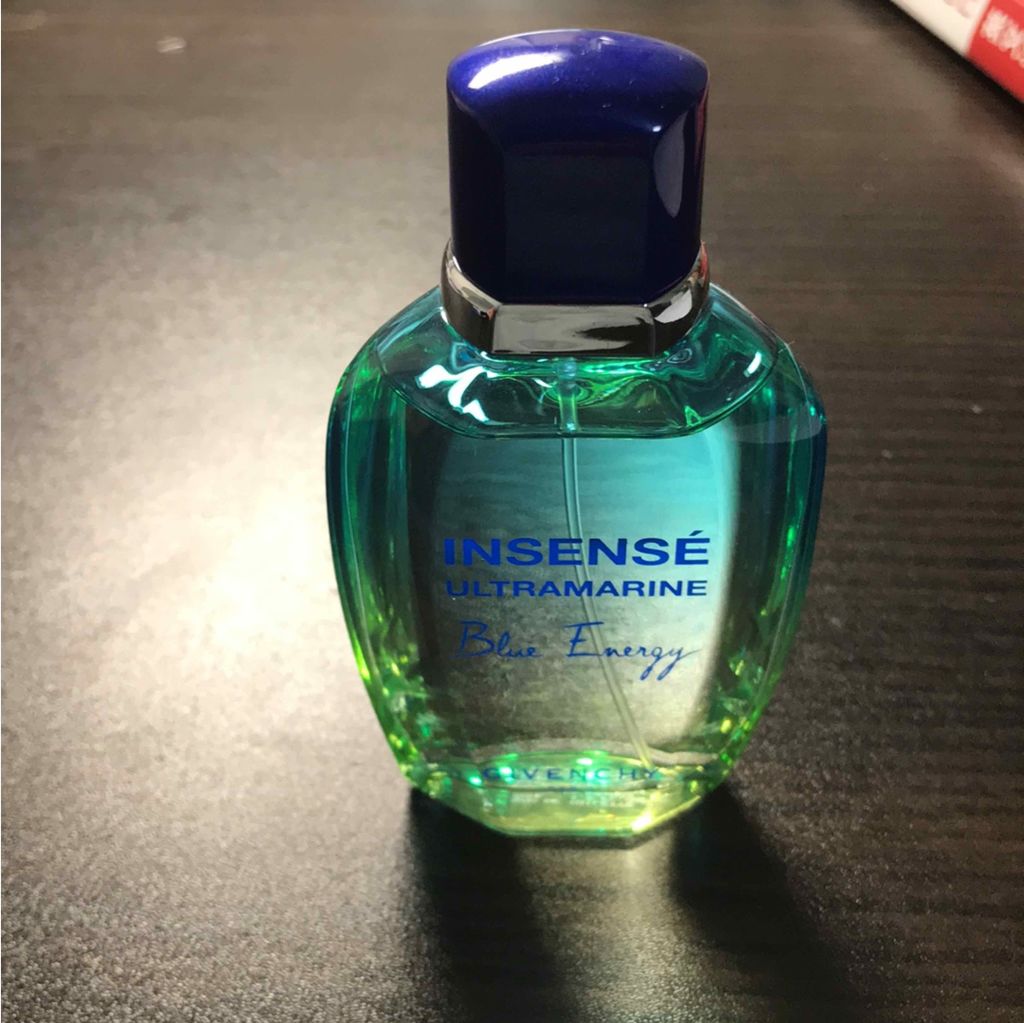 INSENSÉ
ULTRAMARINE
Blue Energy
GIVENCHY